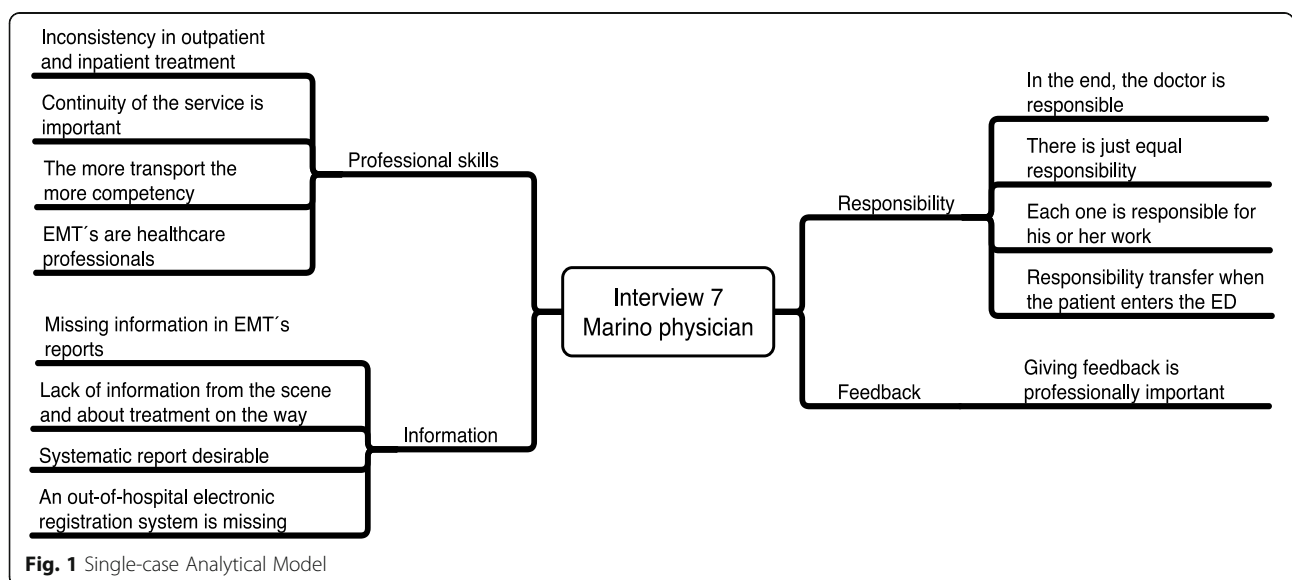 Inconsistency in outpatient
and inpatient treatment
Continuity of the service is
important
The more transport the
more competency
EMT´s are healthcare
professionals
Professional skills
Missing information in EMT´s
reports
Lack of information from the scene
and about treatment on the way
Systematic report desirable
An out-of-hospital electronic
registration system is missing
Information
Interview 7
Marino physician
Responsibility
In the end, the doctor is
responsible
There is just equal
responsibility
Each one is responsible for
his or her work
Responsibility transfer when
the patient enters the ED
Feedback
Giving feedback is
professionally important
Fig. 1 Single-case Analytical Model